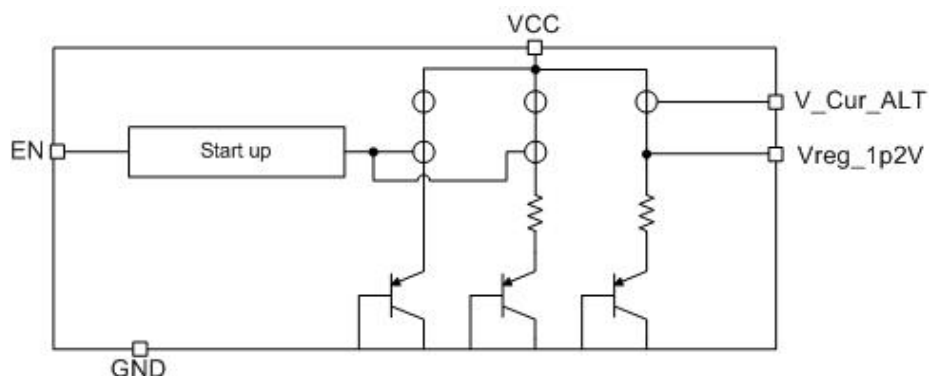 VCC
V_Cur_ALT
EN
Start up
Vreg_1p2V
GND